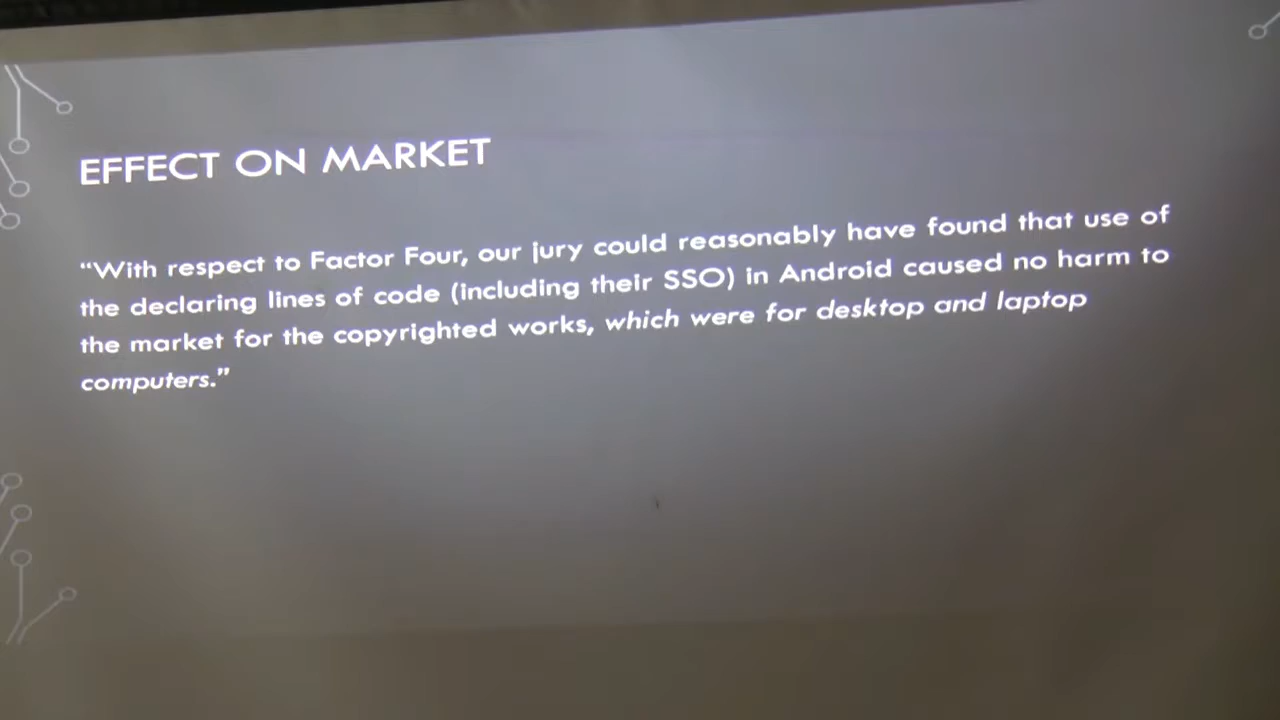 EFFECT ON MARKET
“With respect to Factor Four, our jury could reasonably have found that use of
the declaring lines of code (including their SSO) in Android caused no harm to
the market for the copyrighted works, which were for desktop and laptop
computers.”